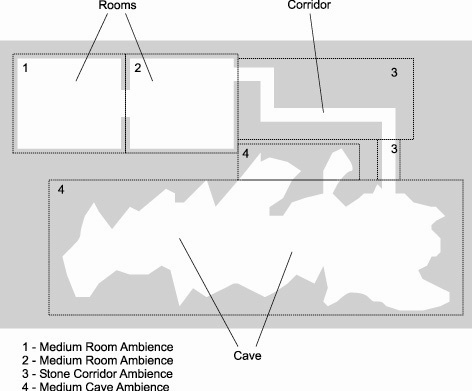 Rooms
Corridor
1
2
3
3
4
4
Cave
1 - Medium Room Ambience
2 - Medium Room Ambience
3 - Stone Corridor Ambience
4 - Medium Cave Ambience